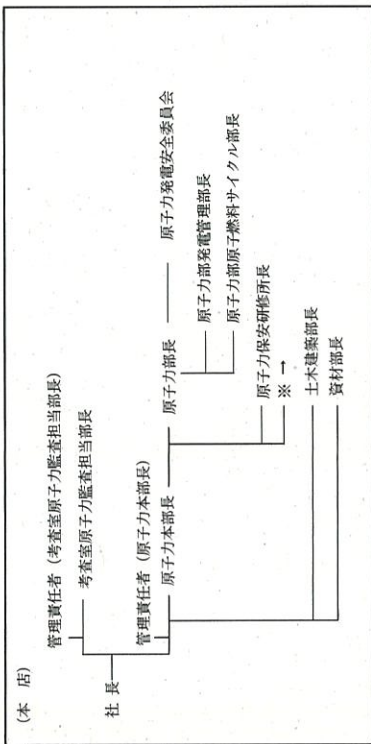 (本 店)
管理責任者 (考査室原子力監査担当部長)
考査室原子力監査担当部長
社 長
管理責任者 (原子力本部長)
原子力本部長
原子力部長
原子力発電安全委員会
原子力部発電管理部長
原子力部原子燃料サイクル部長
原子力保安研修所長
※→
土木建築部長
資材部長